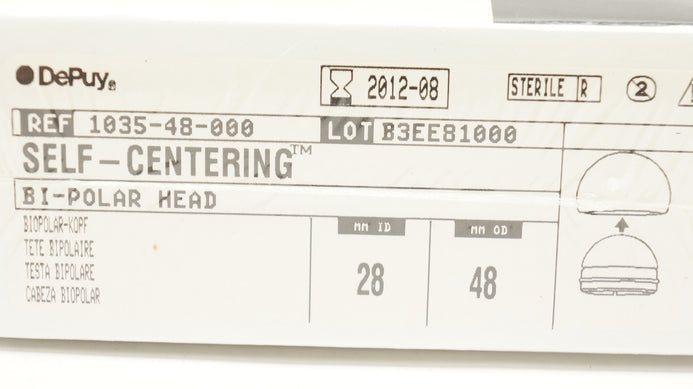 DePuy®
2012-08
STERILE R
2
REF 1035-48-000
LOT B3EE81000
SELF-CENTERING™
BI-POLAR HEAD
BIOPOLAR-KOPF
TETE BIPOLAIRE
TESTA BIPOLARE
CABEZA BIOPOLAR
MM ID
28
MM OD
48